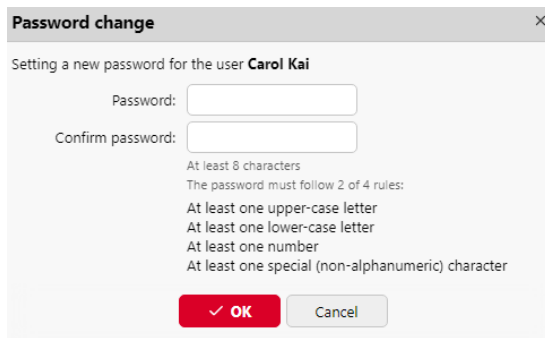 Password change
Setting a new password for the user Carol Kai
Password:
Confirm password:
At least 8 characters
The password must follow 2 of 4 rules:
At least one upper-case letter
At least one lower-case letter
At least one number
At least one special (non-alphanumeric) character
OK Cancel